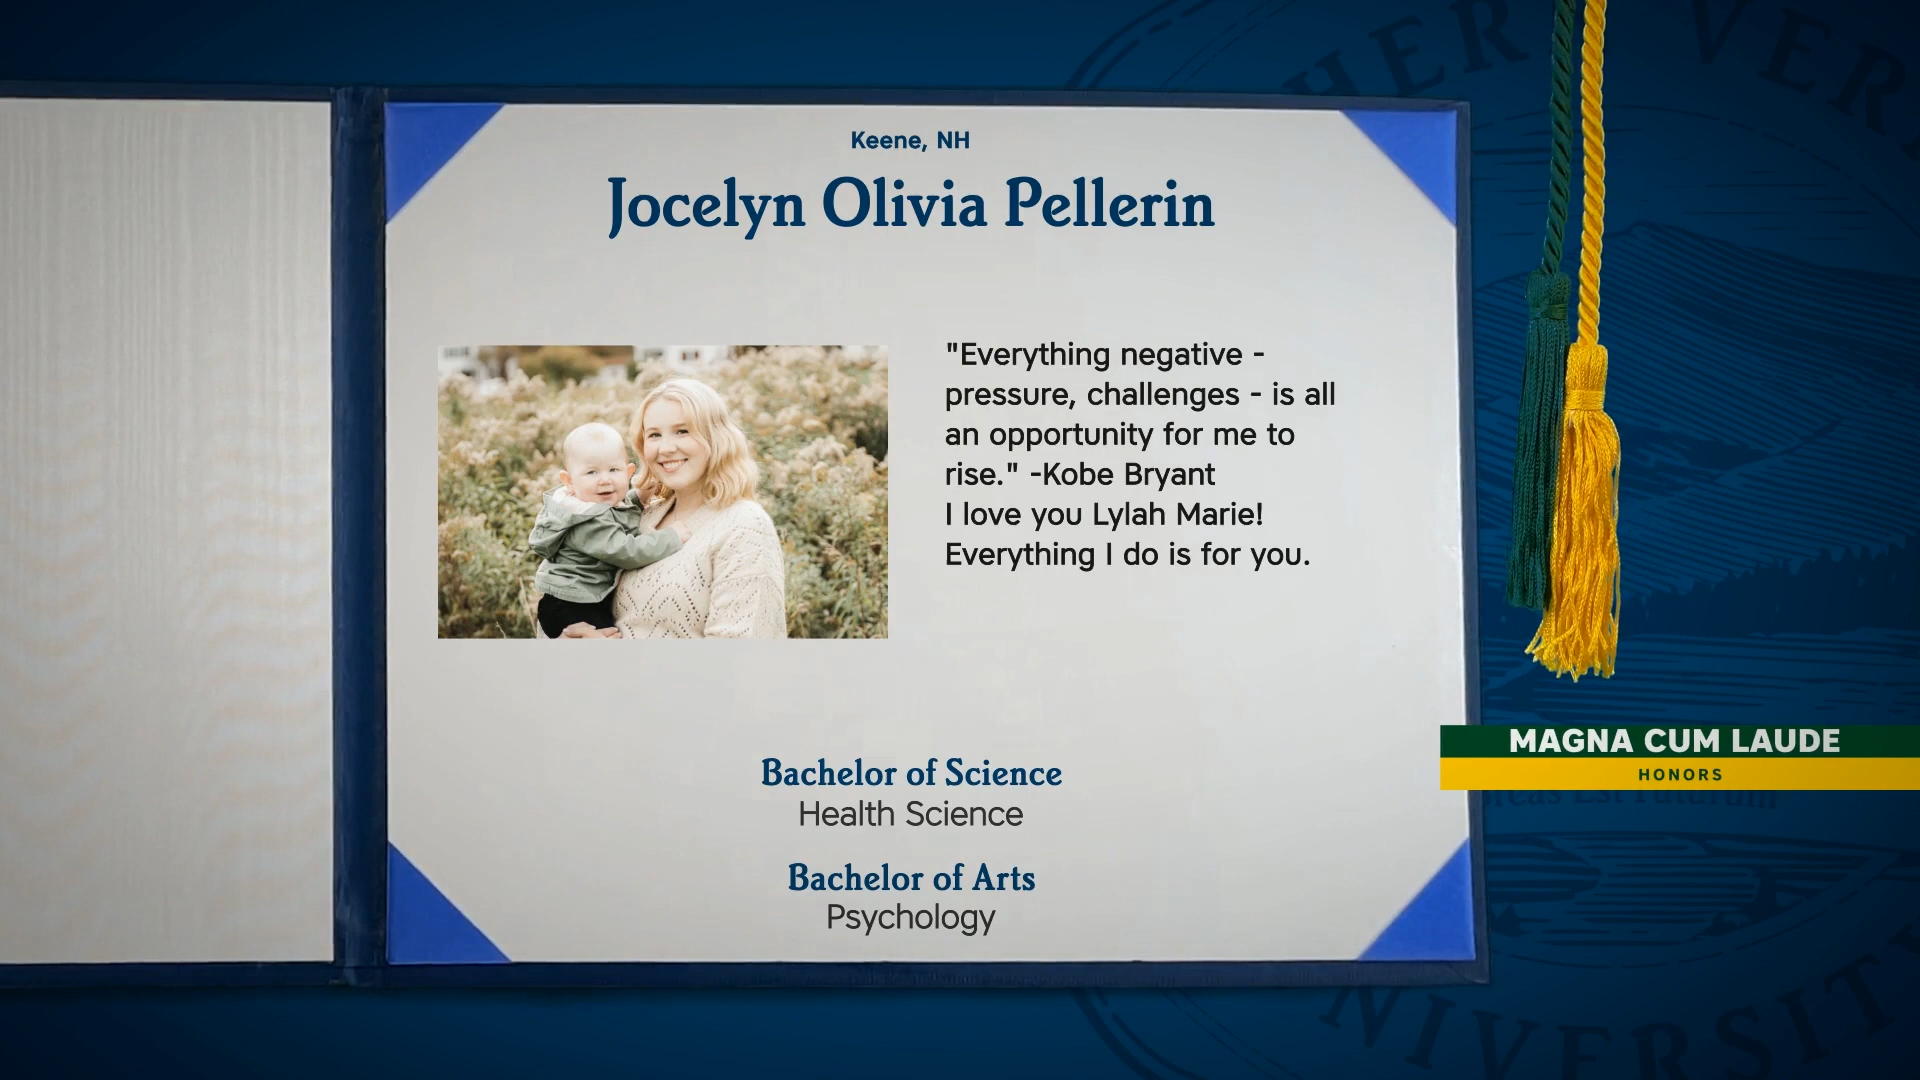 Keene, NH
Jocelyn Olivia Pellerin
"Everything negative -
pressure, challenges - is all
an opportunity for me to
rise." -Kobe Bryant
I love you Lylah Marie!
Everything I do is for you.
Bachelor of Science
Health Science
Bachelor of Arts
Psychology
MAGNA CUM LAUDE
HONORS